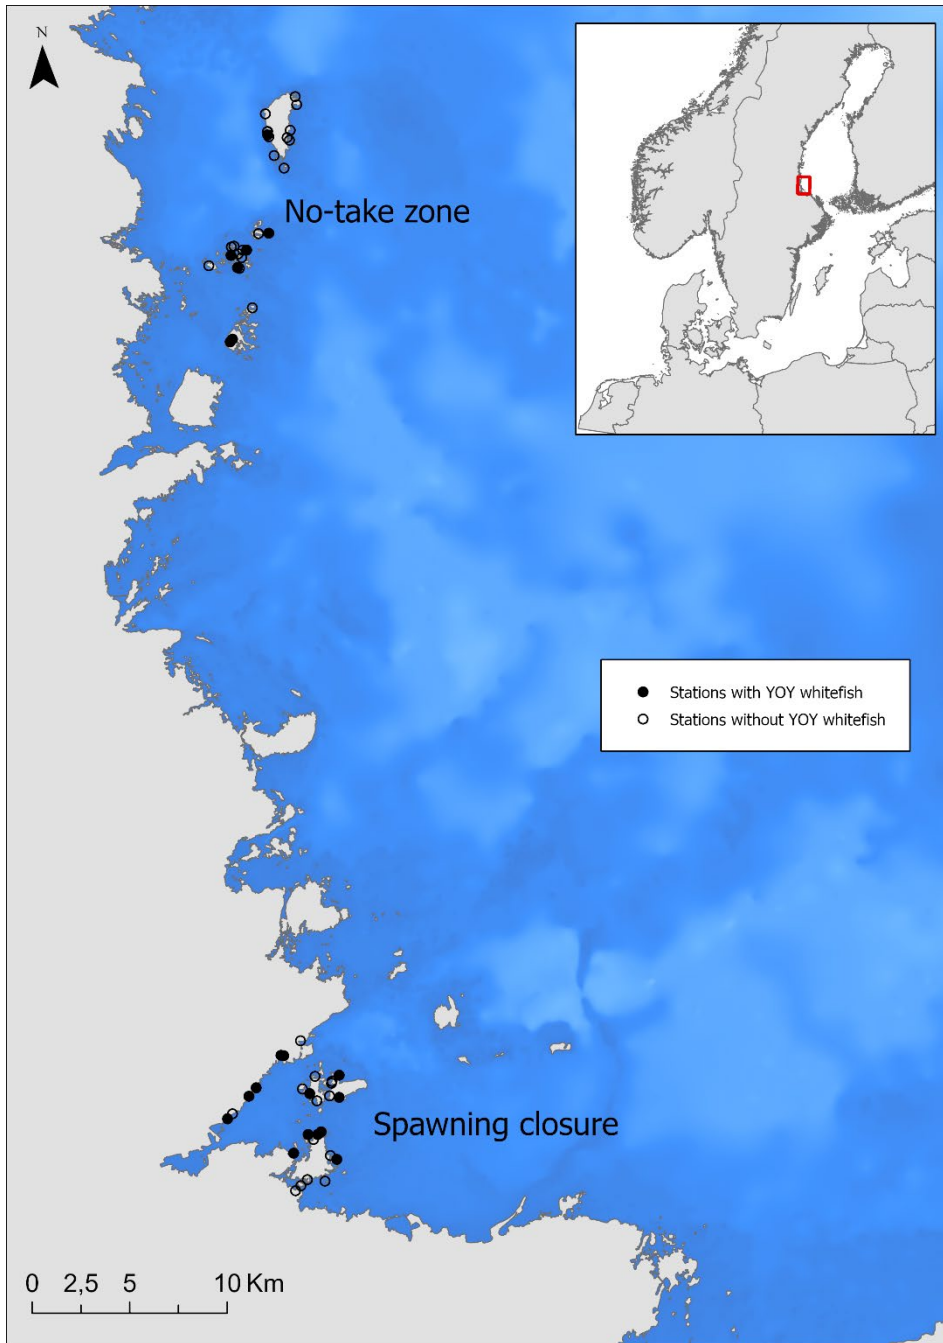 N
No-take zone
Stations with YOY whitefish
Stations without YOY whitefish
Spawning closure
0 2,5 5 10 Km